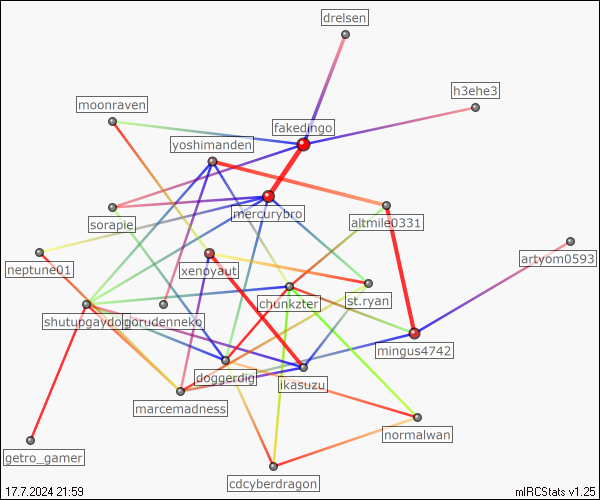 drelsen
h3ehe3
moonraven
fakedingo
yoshimanden
sorapie
mercurybro
altmile0331
artyom0593
neptune01
xenoyaut
chunkzter
st.ryan
shutupgaydog
gorudenneko
mingus4742
doggerdig
ikasuzu
marcemadness
normalwan
getro_gamer
cdcyberdragon
17.7.2024 21:59
mIRCStats v1.25